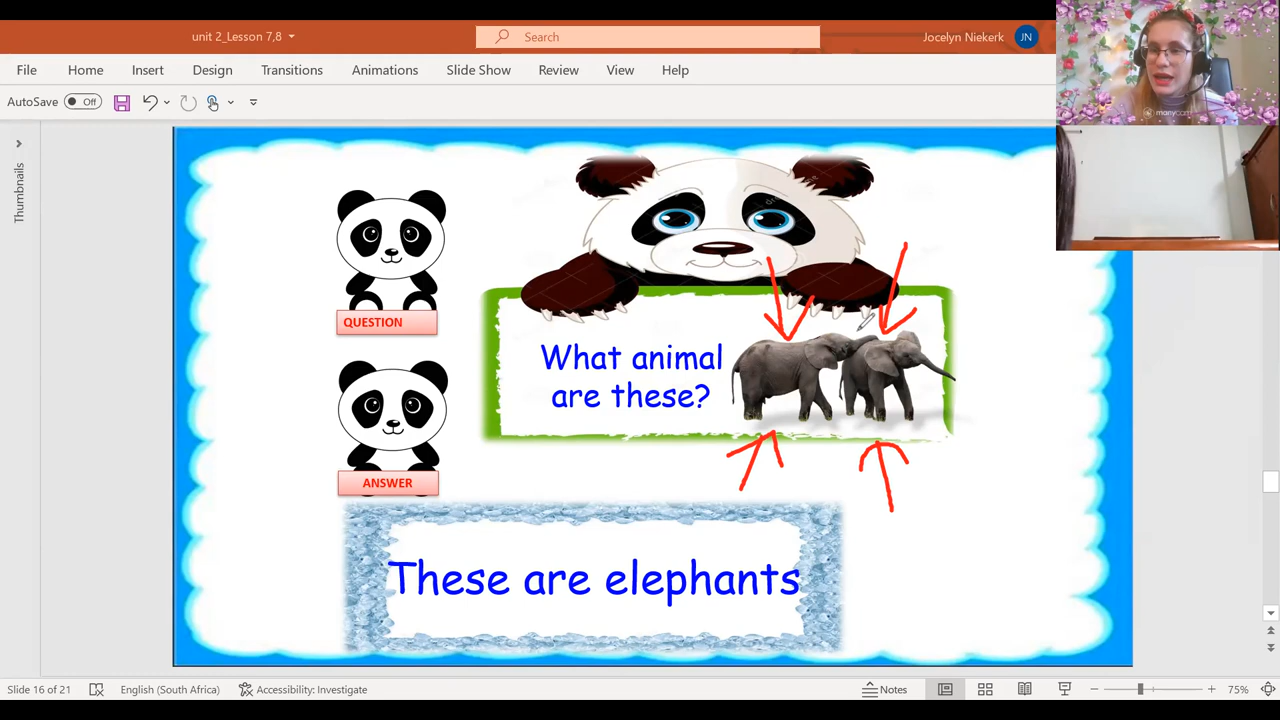 unit 2_Lesson 7,8
Search
Jocelyn Niekerk
JN
File
Home
Insert
Design
Transitions
Animations
Slide Show
Review
View
Help
AutoSave
Off
Thumbnails
QUESTION
What animal
are these?
ANSWER
These are elephants
manycam
Slide 16 of 21
English (South Africa)
Accessibility: Investigate
Notes
75%